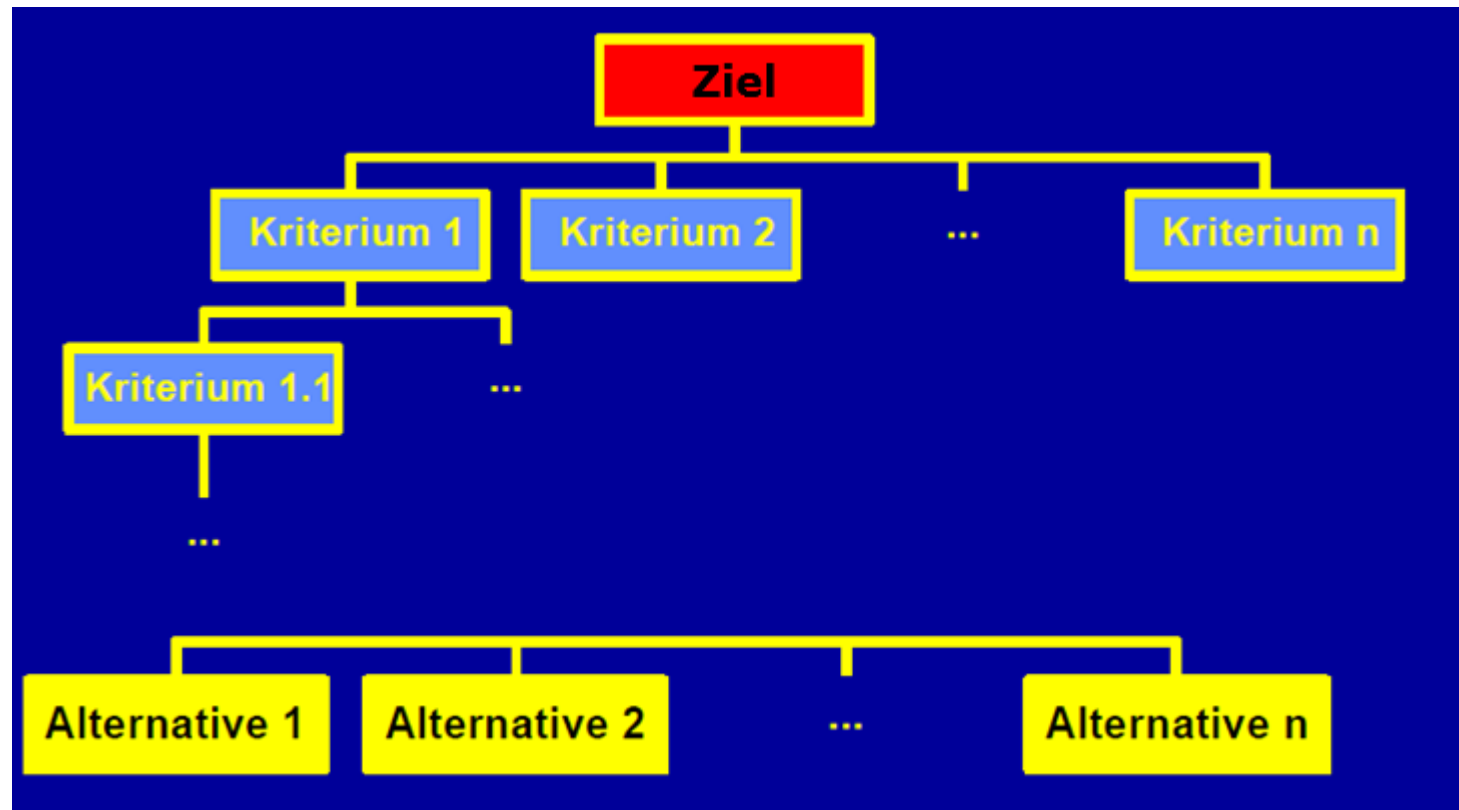 Ziel
Kriterium 1
Kriterium 2
...
Kriterium n
Kriterium 1.1
...
...
Alternative 1
Alternative 2
...
Alternative n